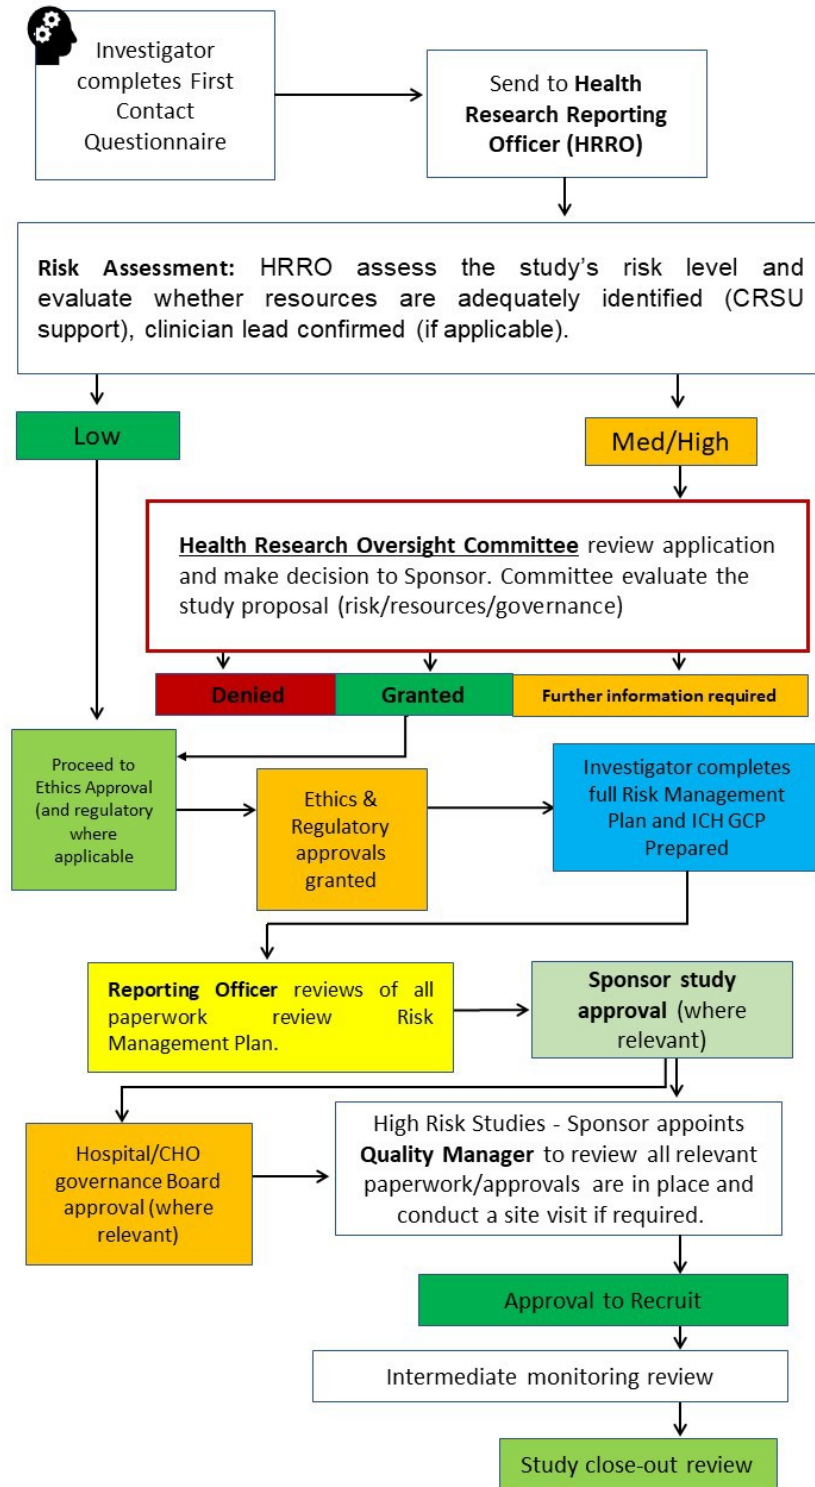 Investigator
completes First
Contact
Questionnaire
Send to Health
Research Reporting
Officer (HRRO)
Risk Assessment: HRRO assess the study's risk level and
evaluate whether resources are adequately identified (CRSU
support), clinician lead confirmed (if applicable).
Low
Med/High
Health Research Oversight Committee review application
and make decision to Sponsor. Committee evaluate the
study proposal (risk/resources/governance)
Denied
Granted
Further information required
Proceed to
Ethics Approval
(and regulatory
where
applicable
Ethics &
Regulatory
approvals
granted
Investigator completes
full Risk Management
Plan and ICH GCP
Prepared
Reporting Officer reviews of all
paperwork review Risk
Management Plan.
Sponsor study
approval (where
relevant)
Hospital/CHO
governance Board
approval (where
relevant)
High Risk Studies - Sponsor appoints
Quality Manager to review all relevant
paperwork/approvals are in place and
conduct a site visit if required.
Approval to Recruit
Intermediate monitoring review
Study close-out review